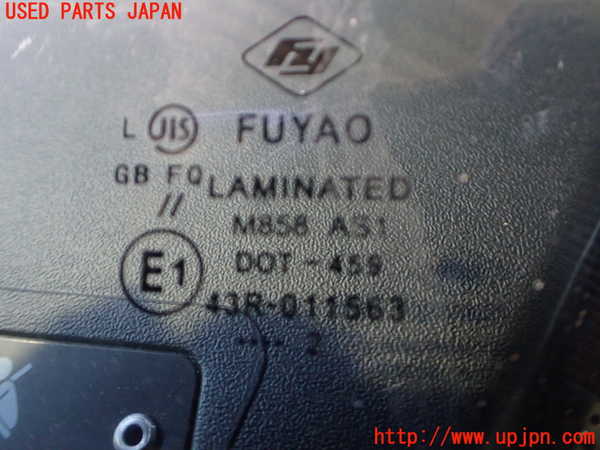 USED PARTS JAPAN
FY
L JIS FUYAO
GB FQ LAMINATED
//
M858 AS1
E1 DOT-459
43R-011563
.... 2
http://www.upjpn.com/